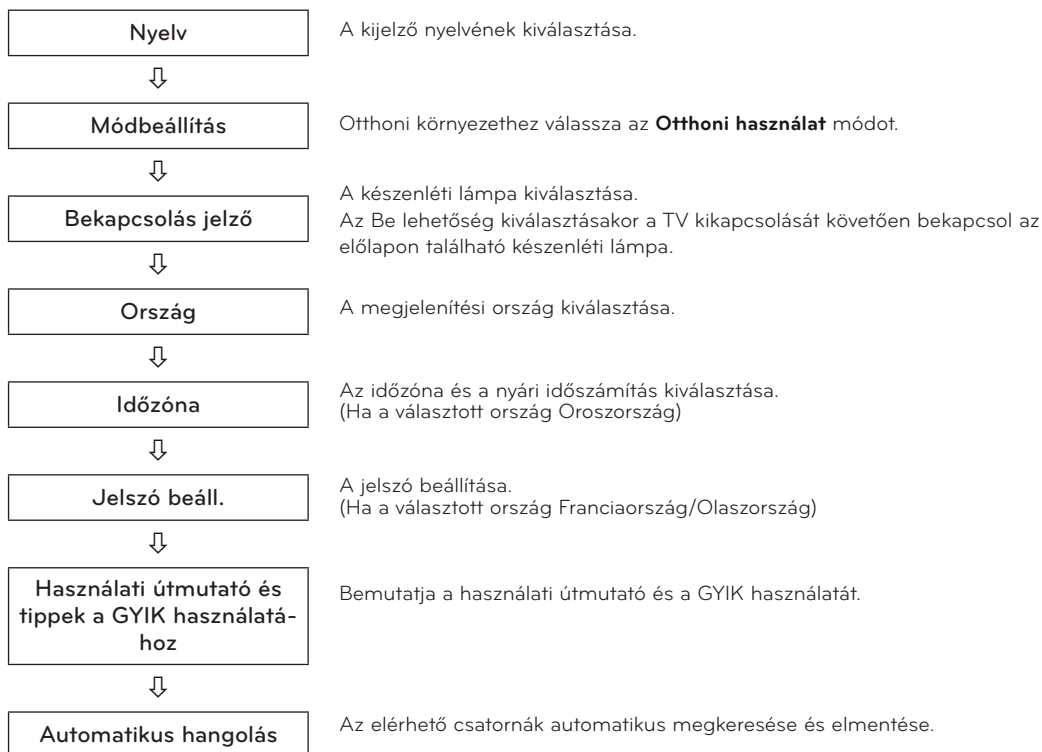 Nyelv
A kijelző nyelvének kiválasztása.
Módbeállítás
Otthoni környezethez válassza az Otthoni használat módot.
Bekapcsolás jelző
A készenléti lámpa kiválasztása.
Az Be lehetőség kiválasztásakor a TV kikapcsolását követően bekapcsol az
előlapon található készenléti lámpa.
Ország
A megjelenítési ország kiválasztása.
Időzóna
Az időzóna és a nyári időszámítás kiválasztása.
(Ha a választott ország Oroszország)
Jelszó beáll.
A jelszó beállítása.
(Ha a választott ország Franciaország/Olaszország)
Használati útmutató és
tippek a GYIK használatá-
hoz
Bemutatja a használati útmutató és a GYIK használatát.
Automatikus hangolás
Az elérhető csatornák automatikus megkeresése és elmentése.